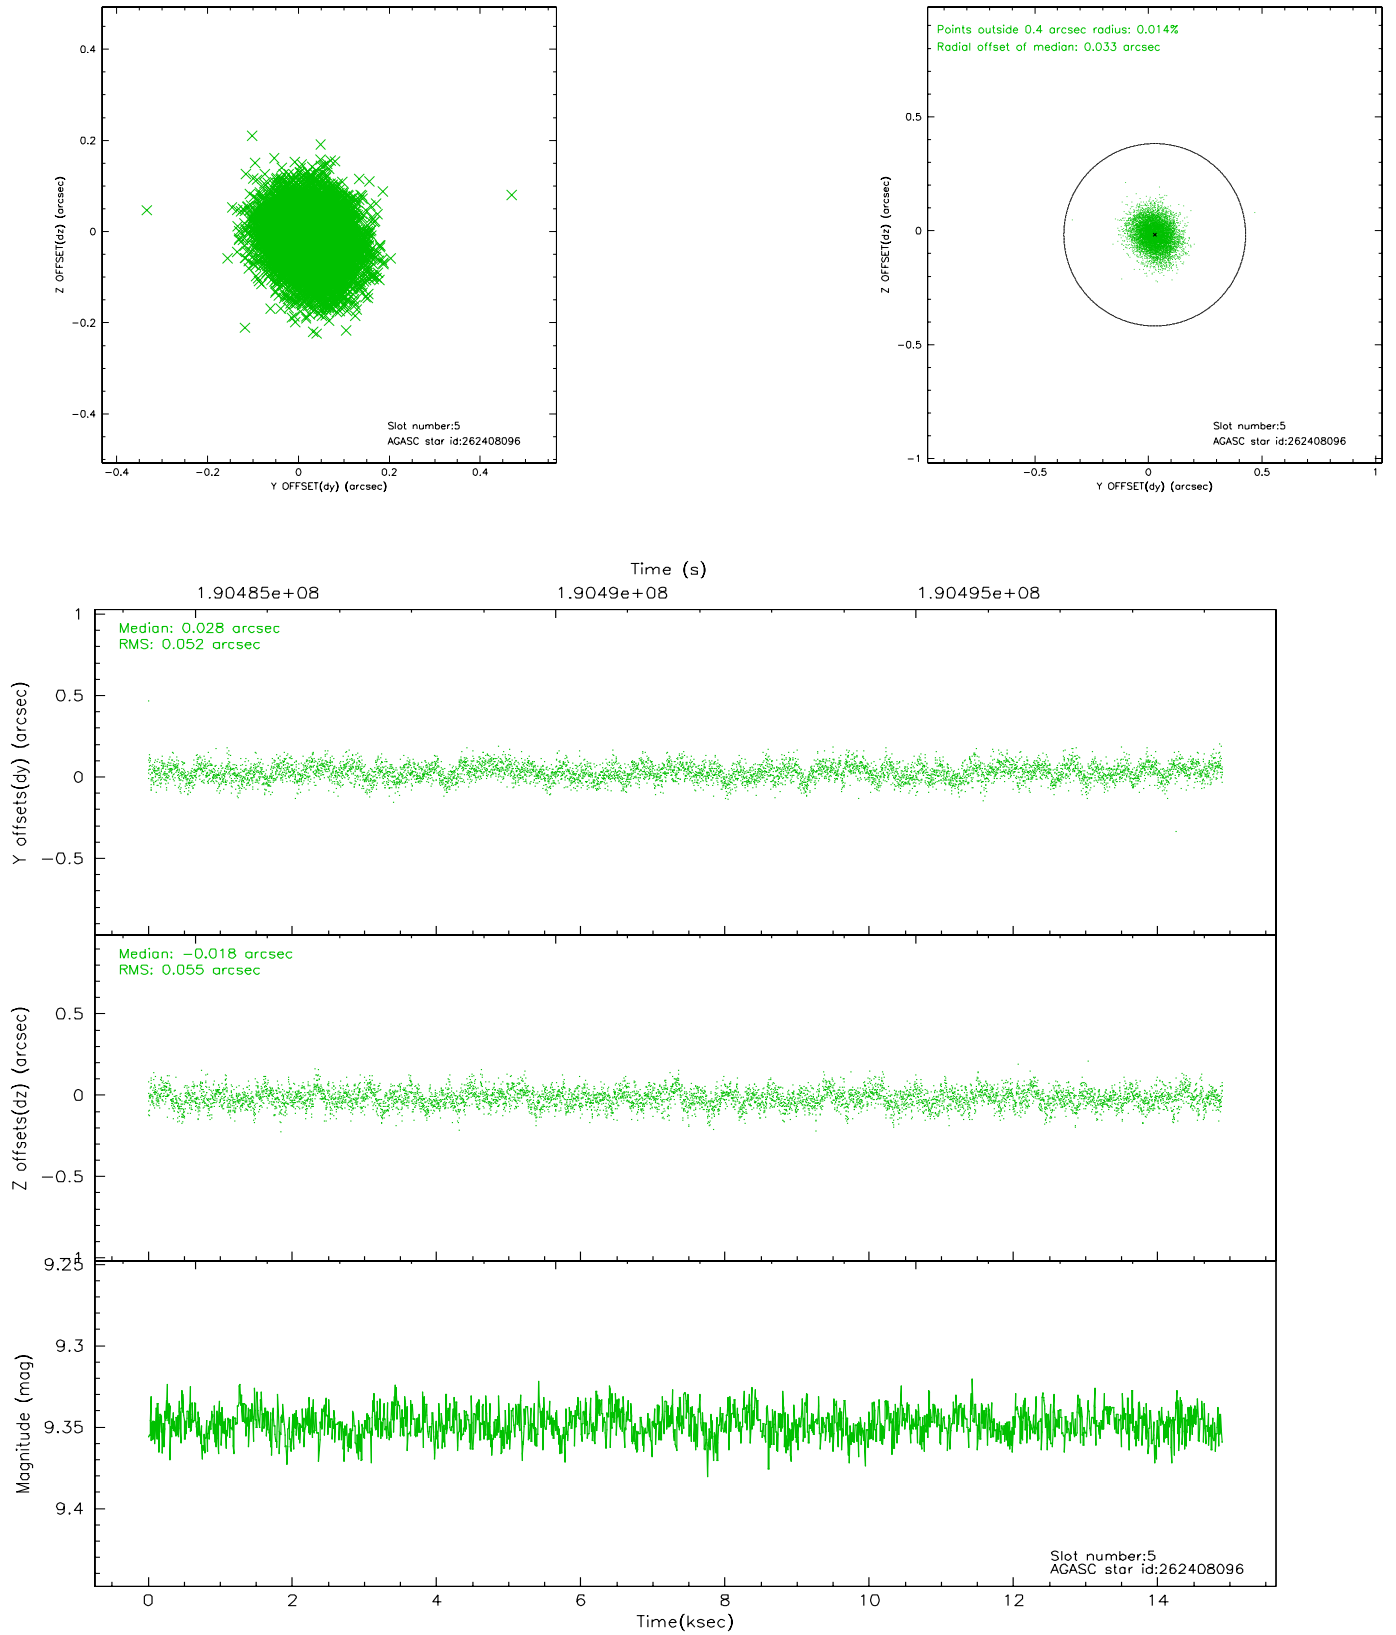 0.4
0.2
0
−0.2
−0.4
Z OFFSET(dz) (arcsec)
Slot number:5
AGASC star id:262408096
−0.4 −0.2 0 0.2 0.4
Y OFFSET(dy) (arcsec)
Points outside 0.4 arcsec radius: 0.014%
Radial offset of median: 0.033 arcsec
0.5
0
−0.5
−1
Z OFFSET(dz) (arcsec)
Slot number:5
AGASC star id:262408096
−0.5 0 0.5 1
Y OFFSET(dy) (arcsec)
Time (s)
1.90485e+08 1.9049e+08 1.90495e+08
Median: 0.028 arcsec
RMS: 0.052 arcsec
1
0.5
0
−0.5
Y offsets(dy) (arcsec)
Median: −0.018 arcsec
RMS: 0.055 arcsec
0.5
0
−0.5
−1
Z offsets(dz) (arcsec)
9.25
9.3
9.35
9.4
Magnitude (mag)
Slot number:5
AGASC star id:262408096
0 2 4 6 8 10 12 14
Time(ksec)